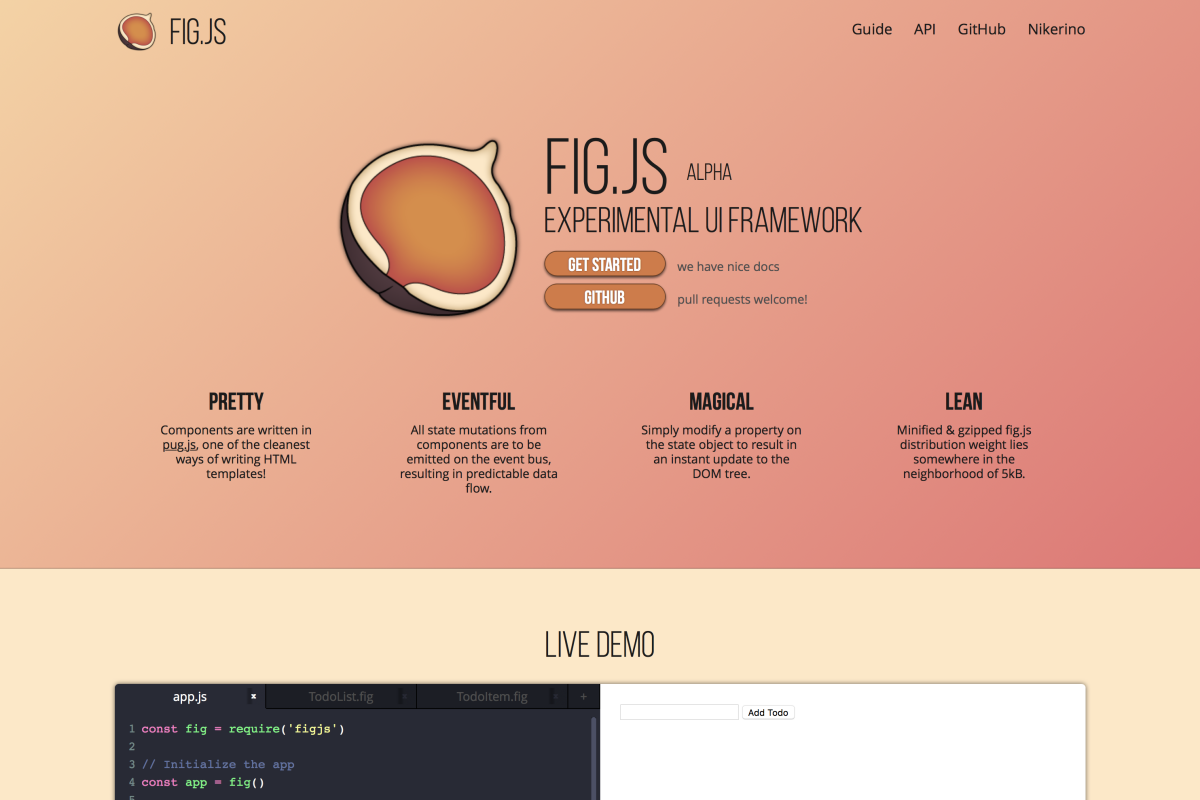 FIG.JS
Guide API GitHub Nikerino
FIG.JS ALPHA
EXPERIMENTAL UI FRAMEWORK
GET STARTED we have nice docs
GITHUB pull requests welcome!
PRETTY
Components are written in
pug.js, one of the cleanest
ways of writing HTML
templates!
EVENTFUL
All state mutations from
components are to be
emitted on the event bus,
resulting in predictable data
flow.
MAGICAL
Simply modify a property on
the state object to result in
an instant update to the
DOM tree.
LEAN
Minified & gzipped fig.js
distribution weight lies
somewhere in the
neighborhood of 5kB.
LIVE DEMO
app.js × TodoList.fig × TodoItem.fig × +
1 const fig = require('figjs')
2
3 // Initialize the app
4 const app = fig()
5
Add Todo